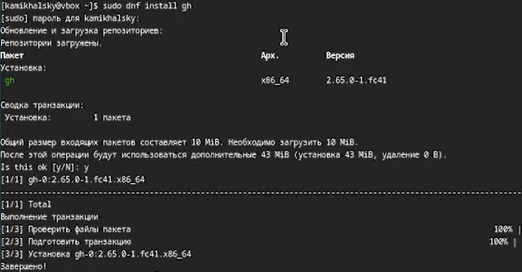 [kamikhalsky@vbox ~]$ sudo dnf install gh
[sudo] пароль для kamikhalsky:
Обновление и загрузка репозиториев:
Репозитории загружены.
Пакет Арх. Версия
Установка:
gh x86_64 2.65.0-1.fc41
Сводка транзакции:
Установка: 1 пакета
Общий размер входящих пакетов составляет 10 MiB. Необходимо загрузить 10 MiB.
После этой операции будут использоваться дополнительные 43 MiB (установка 43 MiB, удаление 0 B).
Is this ok [y/N]: y
[1/1] gh-0:2.65.0-1.fc41.x86_64
[1/1] Total
Выполнение транзакции
[1/3] Проверить файлы пакета 100% |
[2/3] Подготовить транзакцию 100% |
[3/3] Установка gh-0:2.65.0-1.fc41.x86_64
Завершено!